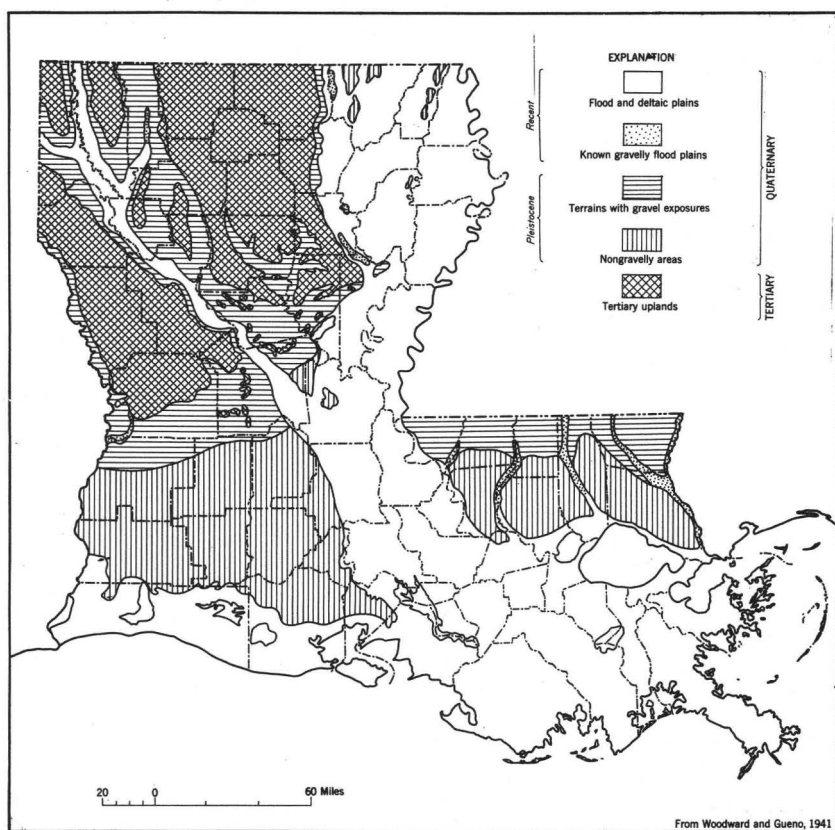 EXPLANATION
Recent
Flood and deltaic plains
Known gravelly flood plains
Pleistocene
Terrains with gravel exposures
Nongravelly areas
QUATERNARY
Tertiary uplands
TERTIARY
20 0 60 Miles
From Woodward and Gueno, 1941